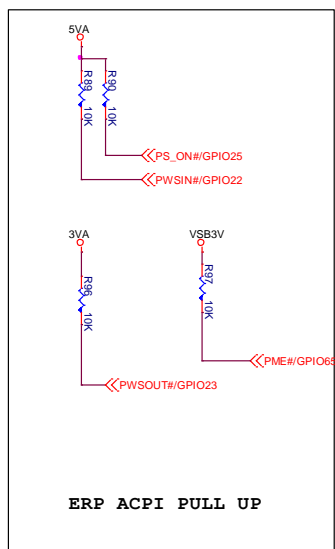 5VA
R89
10K
R90
10K
PS_ON#/GPIO25
PWSIN#/GPIO22
3VA
VSB3V
R96
10K
R97
10K
PME#/GPIO65
PWSOUT#/GPIO23
ERP ACPI PULL UP